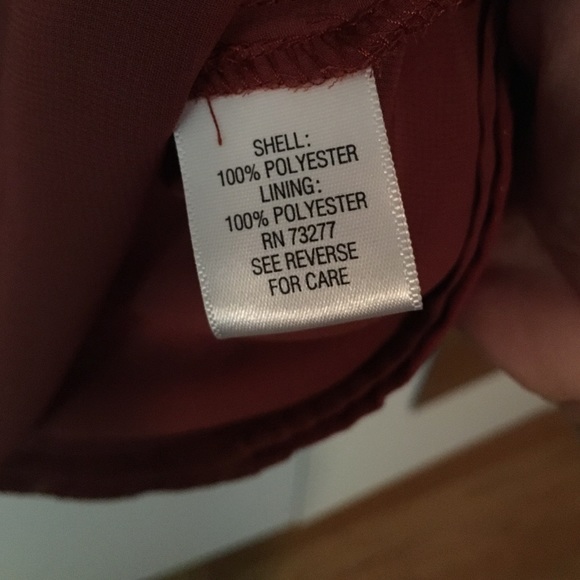 SHELL:
100% POLYESTER
LINING:
100% POLYESTER
RN 73277
SEE REVERSE
FOR CARE